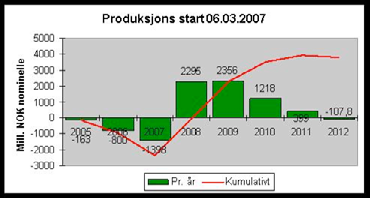 Produksjons start 06.03.2007
Mill. NOK nominelle
5000
4000
3000
2000
1000
0
-1000
-2000
-3000
2005 2006 2007 2008 2009 2010 2011 2012
-163 -800 -1398 2295 2356 1218 399 -107,8
Pr. år Kumulativt